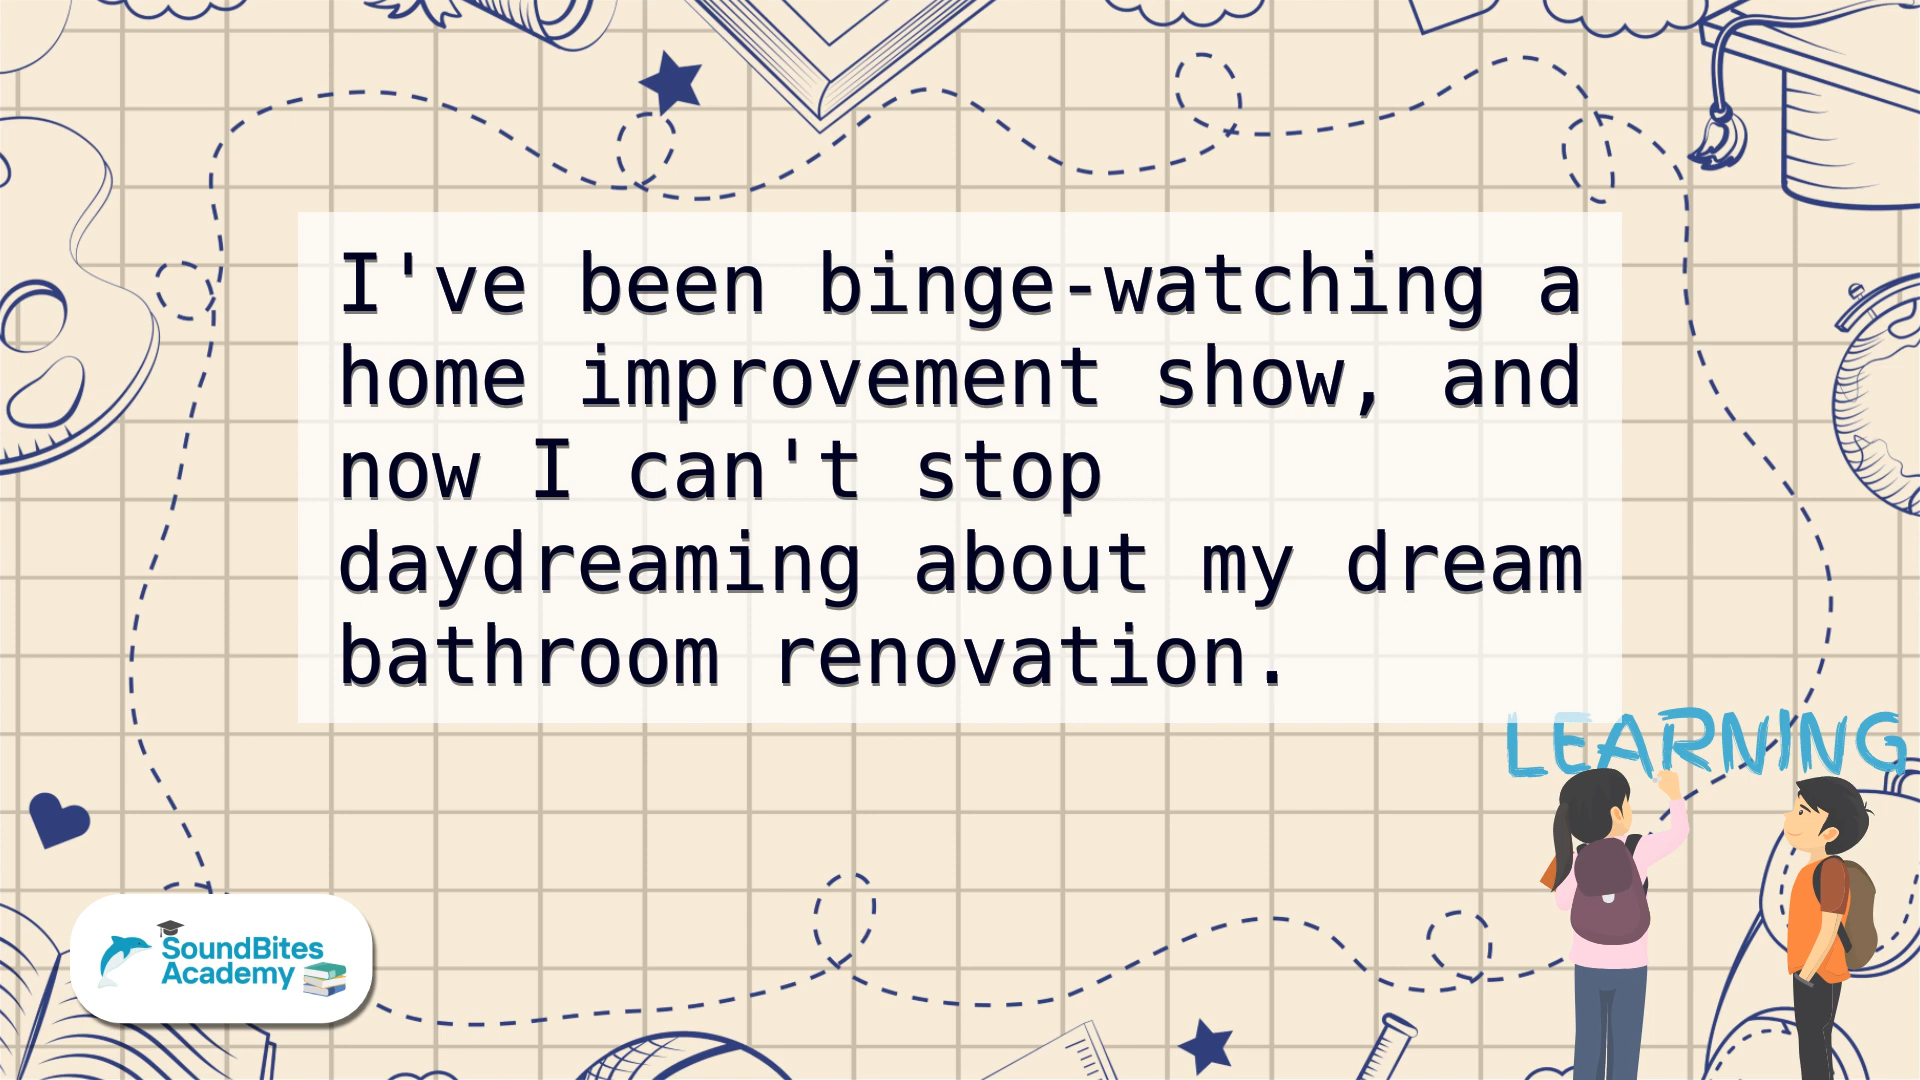 I've been binge-watching a
home improvement show, and
now I can't stop
daydreaming about my dream
bathroom renovation.
LEARNING
SoundBites
Academy